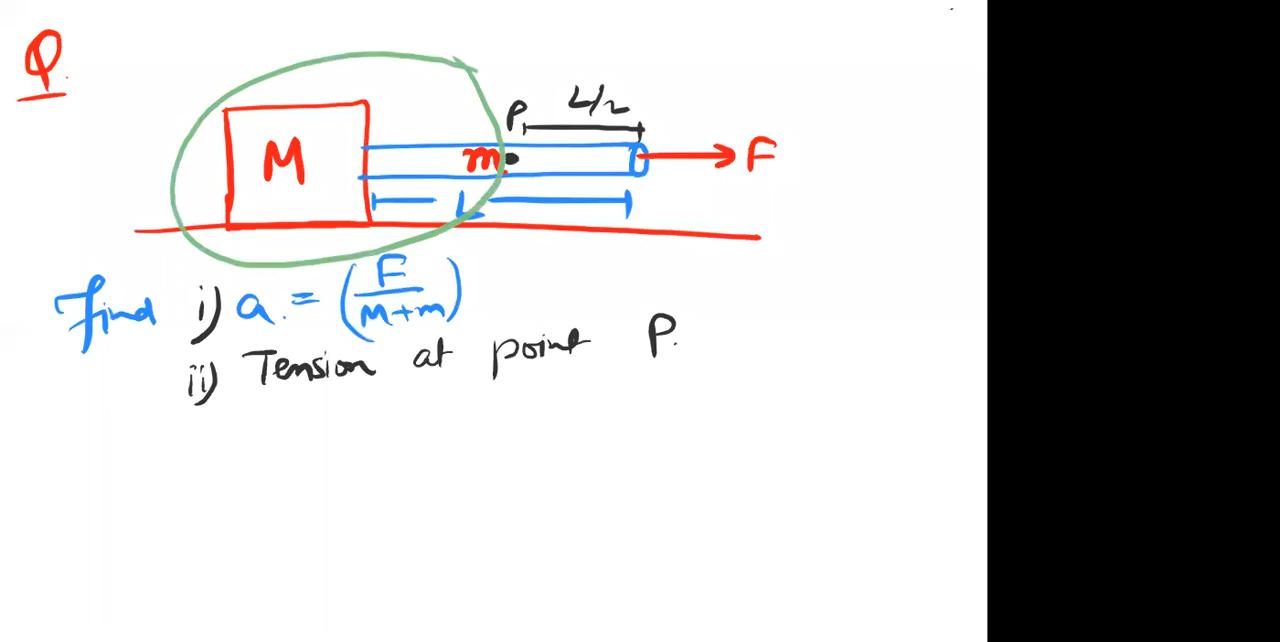 Q.
P L/2
M m F
L
Find i) a = (F/M+m)
ii) Tension at point P.